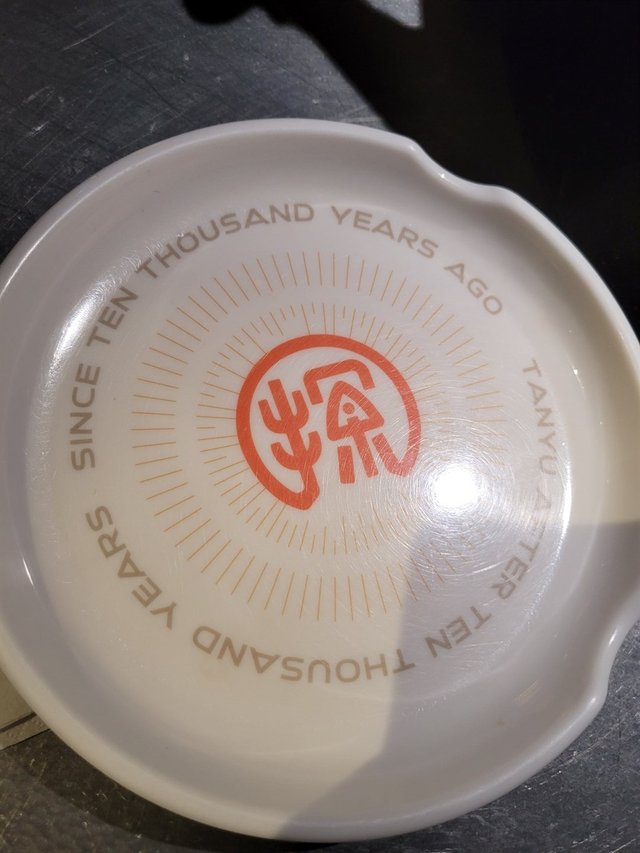 SINCE TEN THOUSAND YEARS AGO
TANYU AFTER TEN THOUSAND YEARS
探